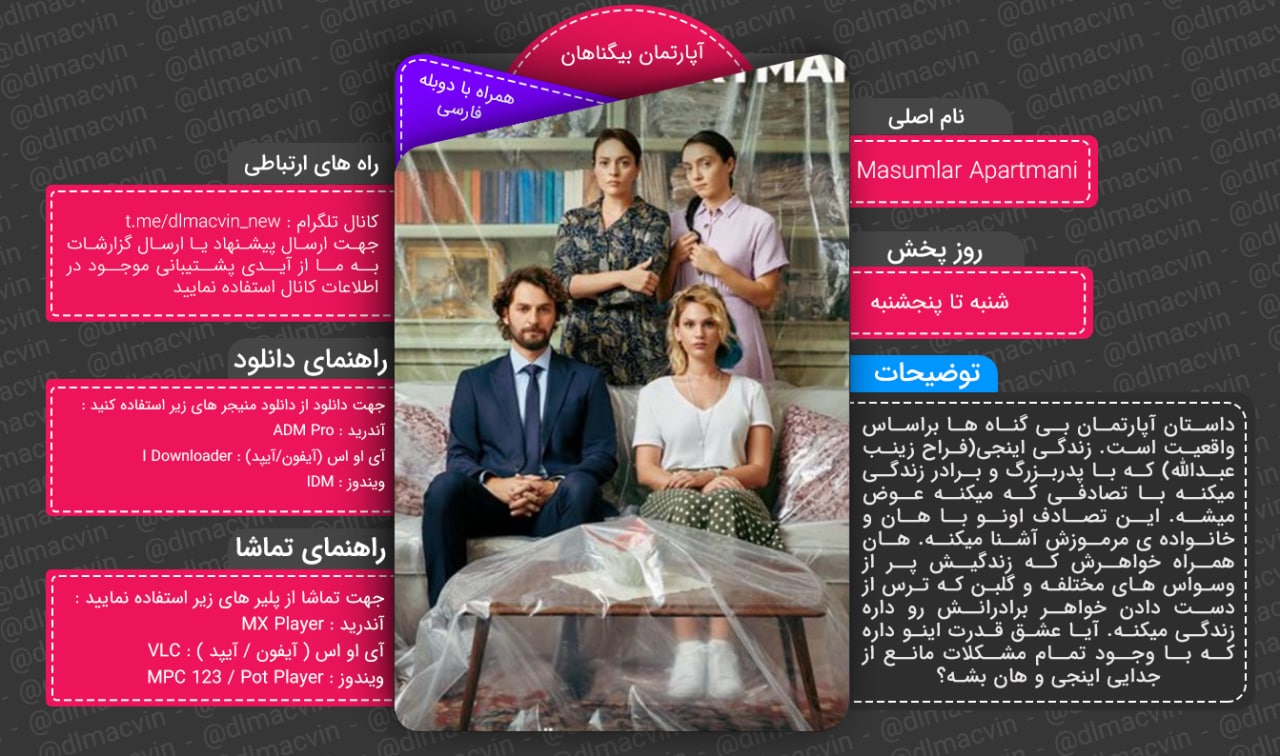 آپارتمان بیگناهان
همراه با دوبله
فارسی
نام اصلی
Masumlar Apartmani
روز پخش
شنبه تا پنجشنبه
توضیحات
داستان آپارتمان بی گناه ها براساس
واقعیت است. زندگی اینجی(فراح زینب
عبدالله) که با پدربزرگ و برادر زندگی
میکنه با تصادفی که میکنه عوض
میشه. این تصادف اونو با هان و
خانواده ی مرموزش آشنا میکنه. هان
همراه خواهرش که زندگیش پر از
وسواس های مختلفه و گلبن که ترس از
دست دادن خواهر برادرانش رو داره
زندگی میکنه. آیا عشق قدرت اینو داره
که با وجود تمام مشکلات مانع از
جدایی اینجی و هان بشه؟
راه های ارتباطی
کانال تلگرام : t.me/dlmacvin_new
جهت ارسال پیشنهاد یا ارسال گزارشات
به ما از آیدی پشتیبانی موجود در
اطلاعات کانال استفاده نمایید
راهنمای دانلود
جهت دانلود از دانلود منیجر های زیر استفاده کنید :
آندرید : ADM Pro
آی او اس (آیفون/آیپد) : I Downloader
ویندوز : IDM
راهنمای تماشا
جهت تماشا از پلیر های زیر استفاده نمایید :
آندرید : MX Player
آی او اس ( آیفون / آیپد ) : VLC
ویندوز : MPC 123 / Pot Player
@dlmacvin - @dlmacvin - @dlmacvin